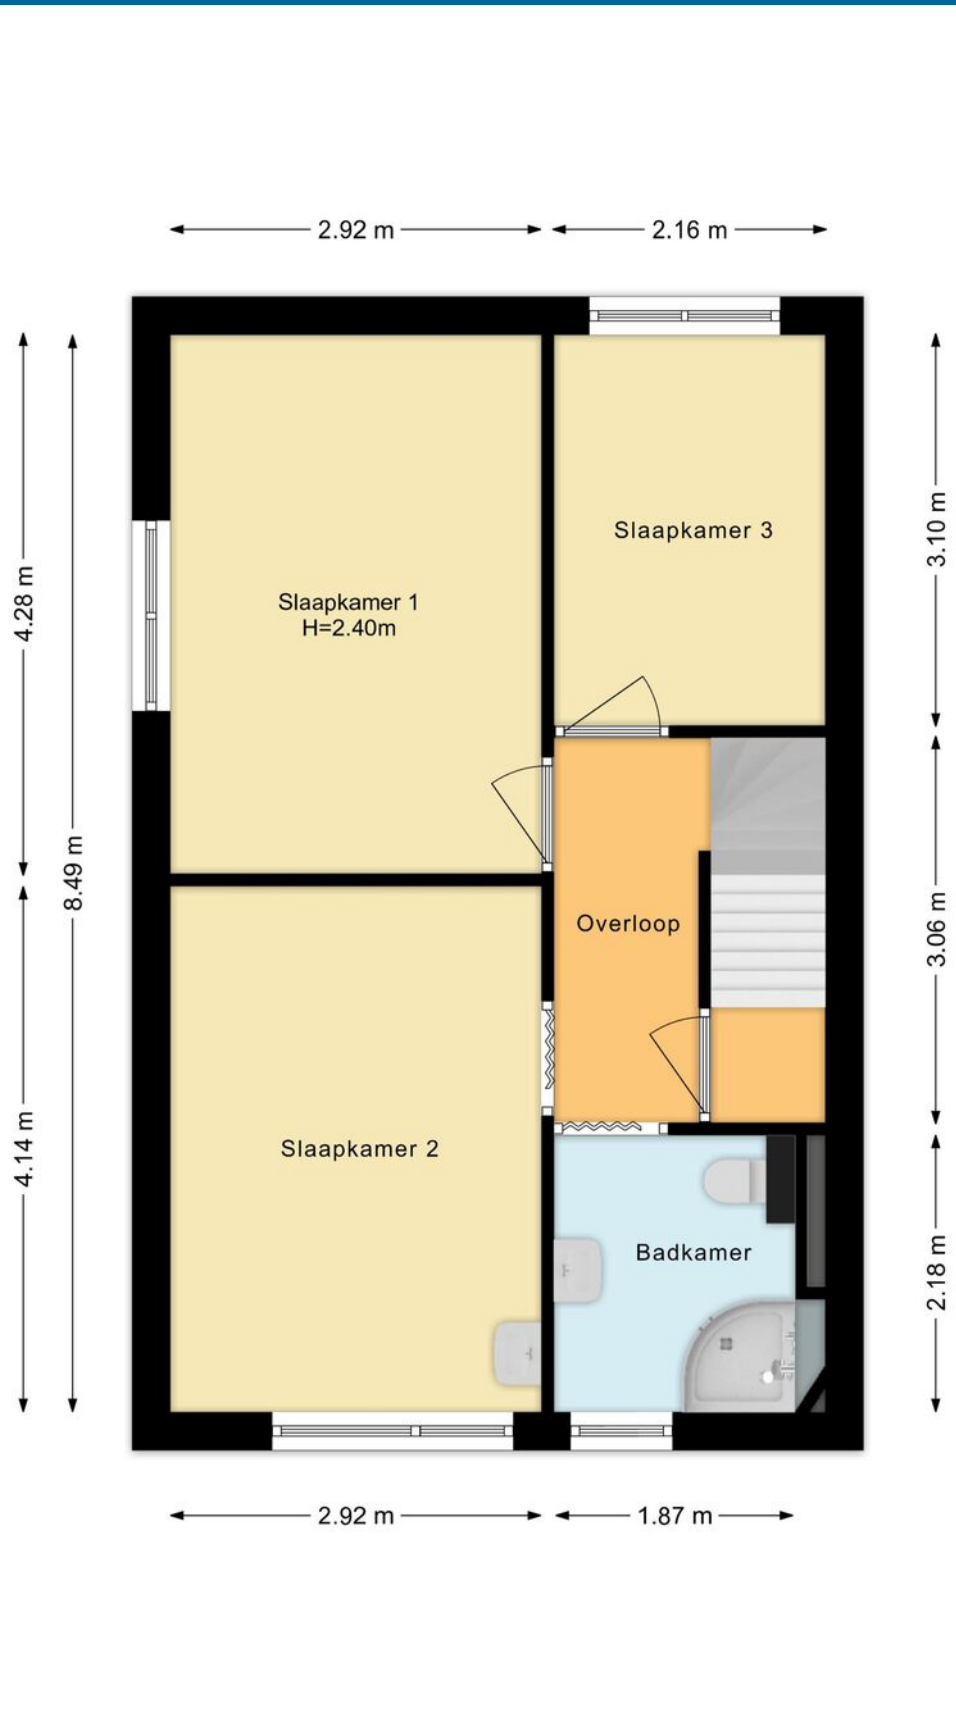 2.92 m
2.16 m
4.28 m
8.49 m
3.10 m
Slaapkamer 3
Slaapkamer 1
H=2.40m
Overloop
3.06 m
4.14 m
Slaapkamer 2
Badkamer
2.18 m
2.92 m
1.87 m